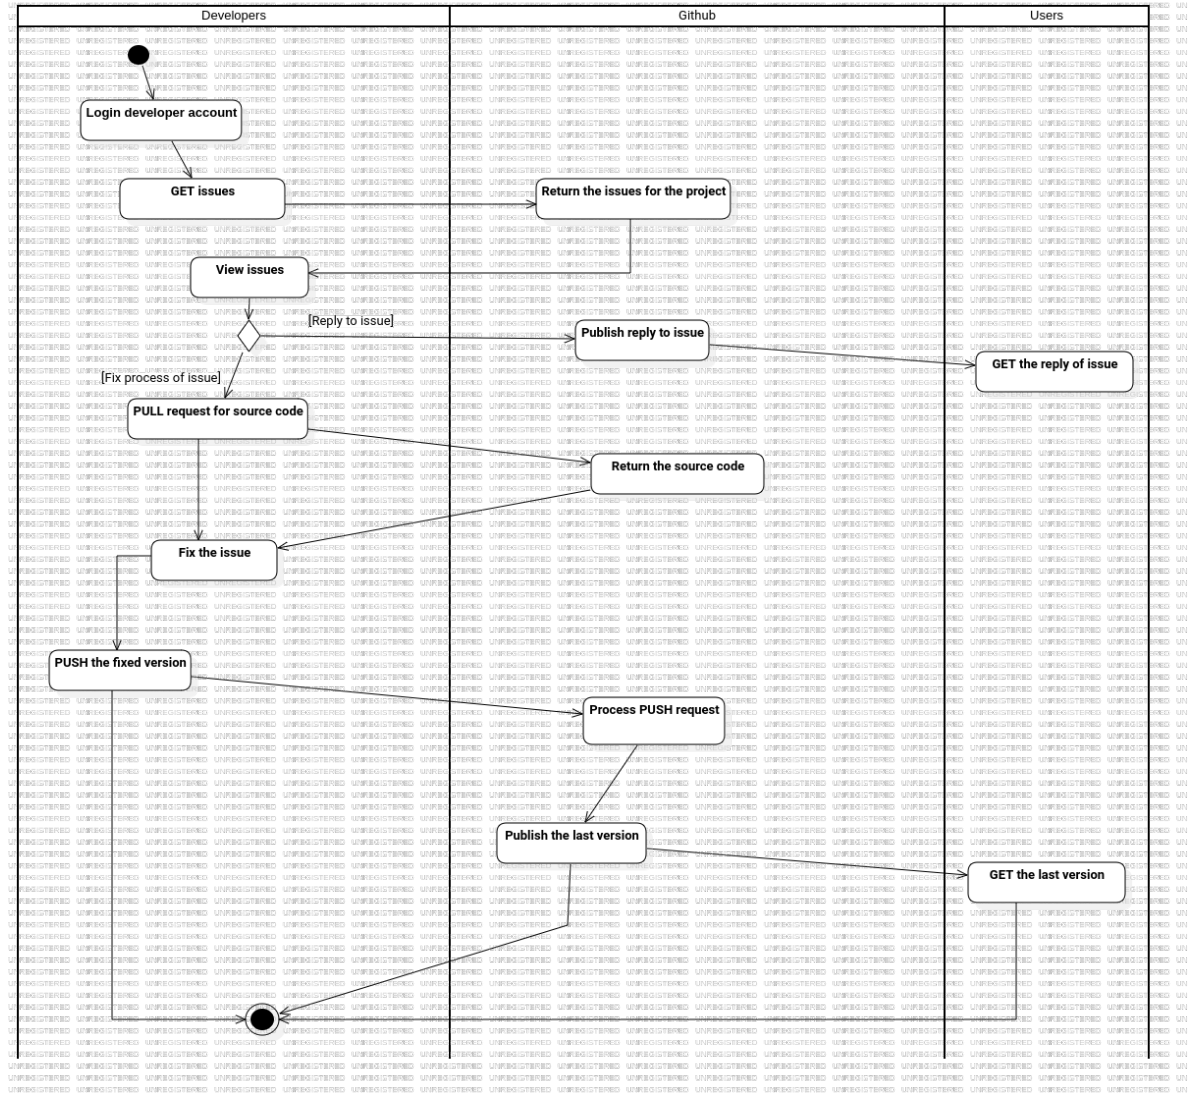 Developers
Github
Users
Login developer account
GET issues
Return the issues for the project
View issues
[Reply to issue]
Publish reply to issue
GET the reply of issue
[Fix process of issue]
PULL request for source code
Return the source code
Fix the issue
PUSH the fixed version
Process PUSH request
Publish the last version
GET the last version
UNREGISTERED